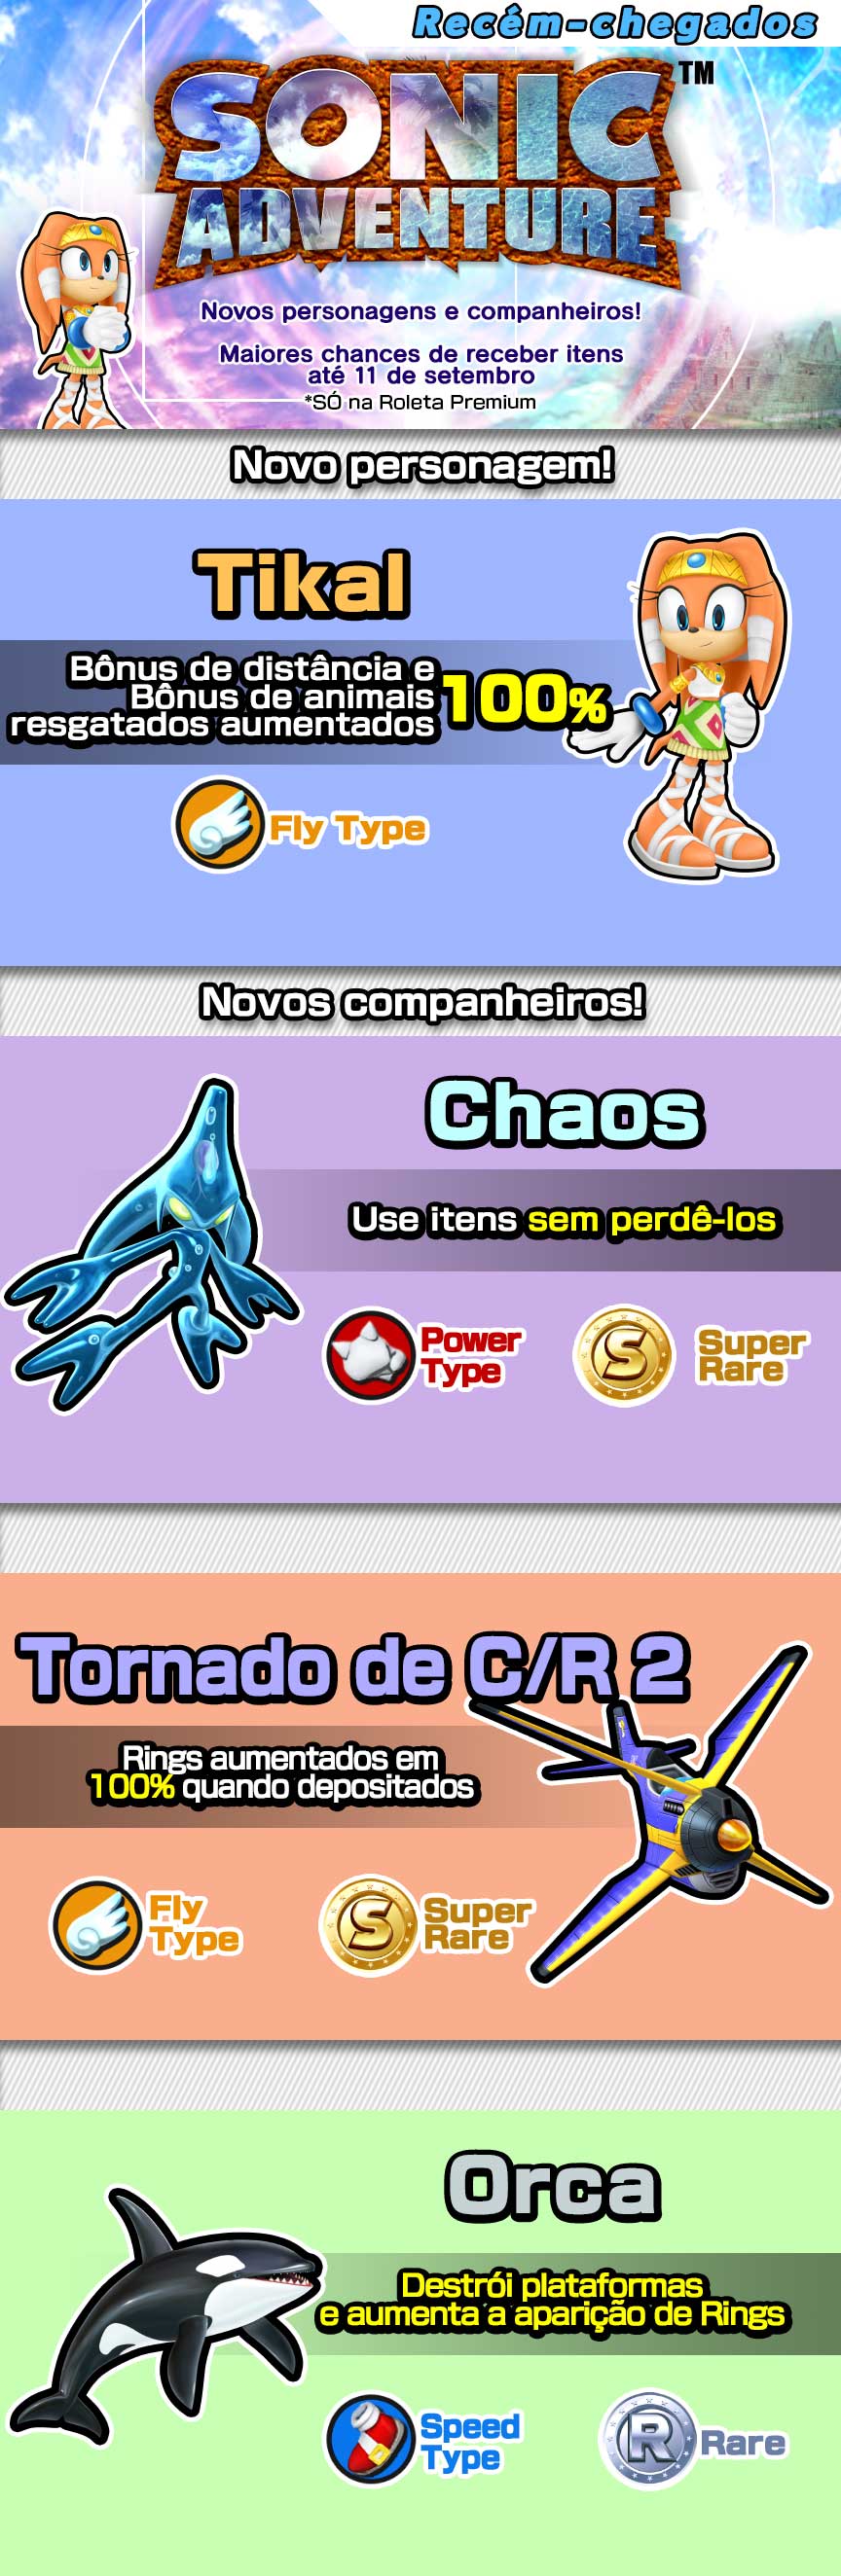 Recém-chegados
SONIC
ADVENTURE™
Novos personagens e companheiros!
Maiores chances de receber itens
até 11 de setembro
*SÓ na Roleta Premium
Novo personagem!
Tikal
Bônus de distância e
Bônus de animais
resgatados aumentados
100%
Fly Type
Novos companheiros!
Chaos
Use itens sem perdê-los
Power
Type
S
Super
Rare
Tornado de C/R 2
Rings aumentados em
100% quando depositados
Fly
Type
S
Super
Rare
Orca
Destrói plataformas
e aumenta a aparição de Rings
Speed
Type
R
Rare